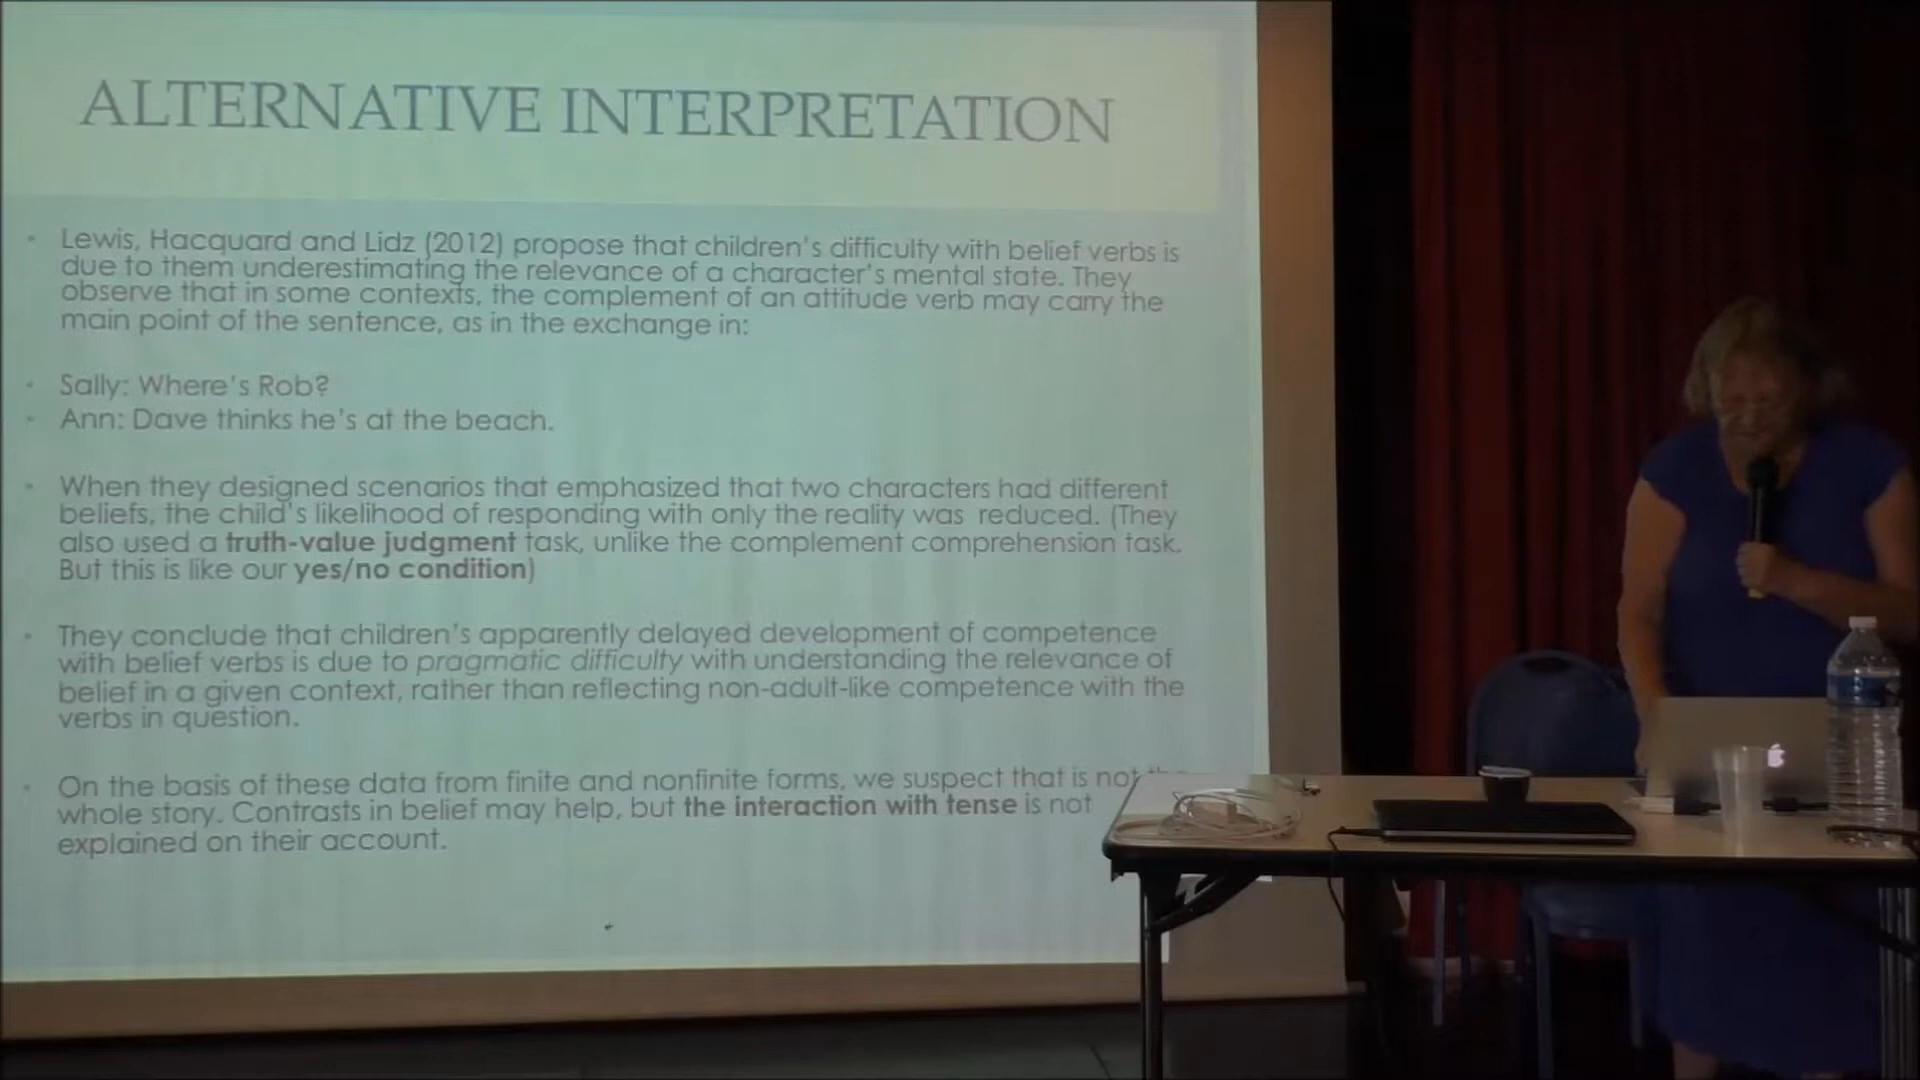 ALTERNATIVE INTERPRETATION
Lewis, Hacquard and Lidz (2012) propose that children's difficulty with belief verbs is
due to them underestimating the relevance of a character's mental state. They
observe that in some contexts, the complement of an attitude verb may carry the
main point of the sentence, as in the exchange in:
Sally: Where's Rob?
Ann: Dave thinks he's at the beach.
When they designed scenarios that emphasized that two characters had different
beliefs, the child's likelihood of responding with only the reality was reduced. (They
also used a truth-value judgment task, unlike the complement comprehension task.
But this is like our yes/no condition)
They conclude that children's apparently delayed development of competence
with belief verbs is due to pragmatic difficulty with understanding the relevance of
belief in a given context, rather than reflecting non-adult-like competence with the
verbs in question.
On the basis of these data from finite and nonfinite forms, we suspect that is not
whole story. Contrasts in belief may help, but the interaction with tense is not
explained on their account.